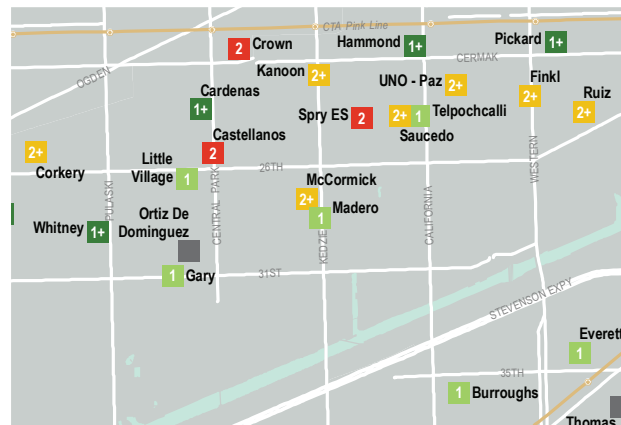 CTA Pink Line
2 Crown
Hammond 1+
Pickard 1+
CERMAK
OGDEN
Kanoon 2+
UNO - Paz
2+
Finkl
2+
Ruiz
2+
Cardenas
1+
Spry ES 2
2+ 1 Telpochcalli
Saucedo
2+
Corkery
Castellanos
2
Little
Village 1
26TH
WESTERN
McCormick
2+
1 Madero
PULASKI
CENTRAL PARK
KEDZIE
CALIFORNIA
Whitney 1+
Ortiz De
Dominguez
1 Gary
31ST
STEVENSON EXPY
Everett
1
35TH
1 Burroughs
Thomas